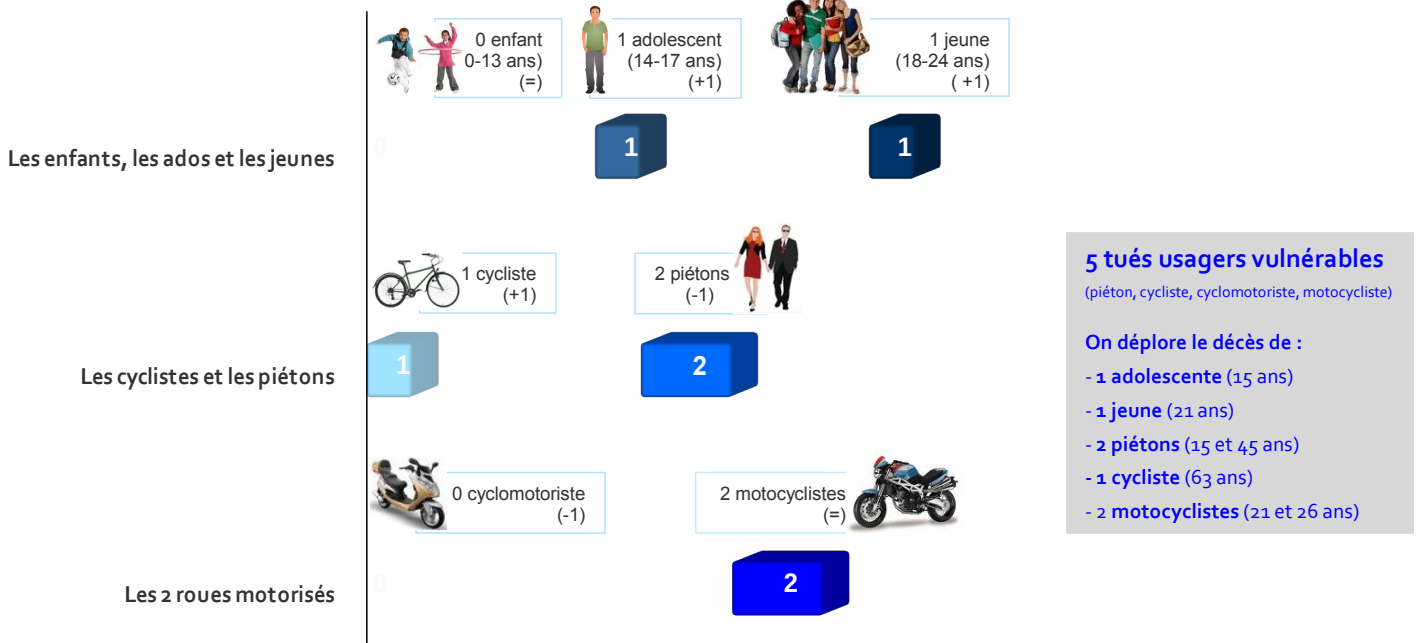 0 enfant
0-13 ans)
(=)
1 adolescent
(14-17 ans)
(+1)
1 jeune
(18-24 ans)
( +1)
Les enfants, les ados et les jeunes
0
1
1
1 cycliste
(+1)
2 piétons
(-1)
Les cyclistes et les piétons
1
2
0 cyclomotoriste
(-1)
2 motocyclistes
(=)
Les 2 roues motorisés
0
2
5 tués usagers vulnérables
(piéton, cycliste, cyclomotoriste, motocycliste)
On déplore le décès de :
- 1 adolescente (15 ans)
- 1 jeune (21 ans)
- 2 piétons (15 et 45 ans)
- 1 cycliste (63 ans)
- 2 motocyclistes (21 et 26 ans)